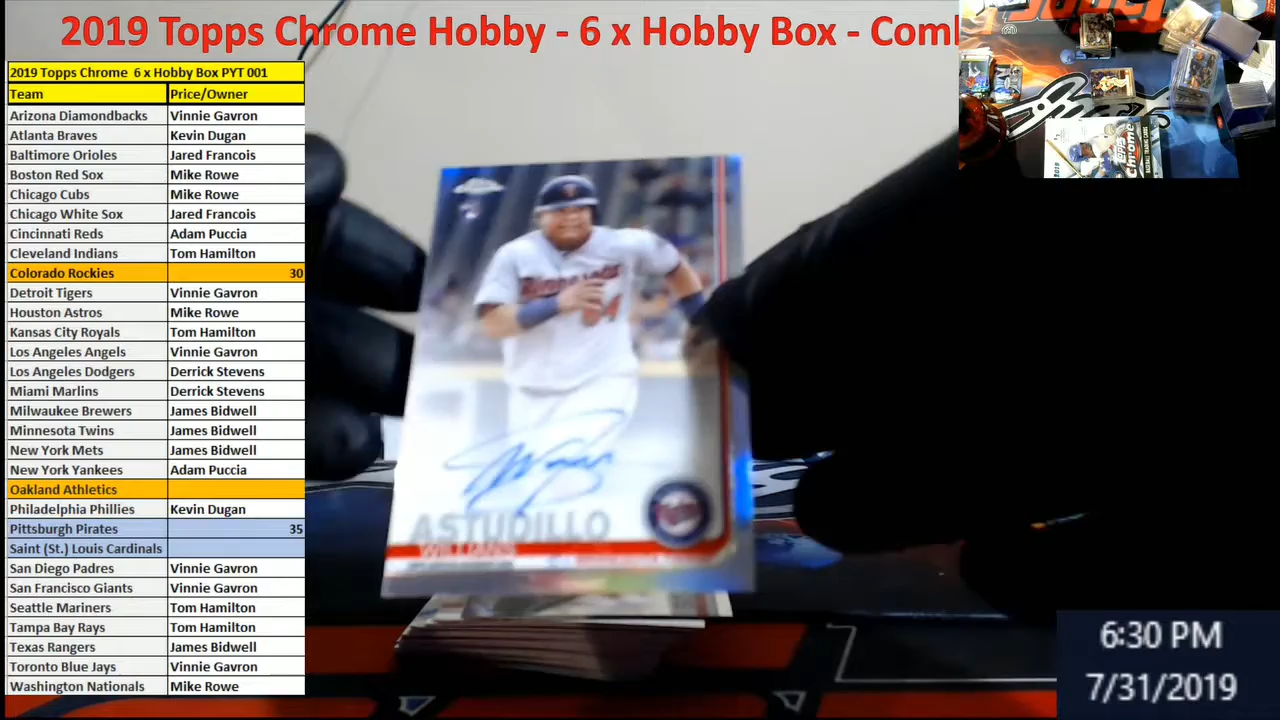 2019 Topps Chrome Hobby - 6 x Hobby Box - Com
2019 Topps Chrome 6 x Hobby Box PYT 001
Team Price/Owner
Arizona Diamondbacks Vinnie Gavron
Atlanta Braves Kevin Dugan
Baltimore Orioles Jared Francois
Boston Red Sox Mike Rowe
Chicago Cubs Mike Rowe
Chicago White Sox Jared Francois
Cincinnati Reds Adam Puccia
Cleveland Indians Tom Hamilton
Colorado Rockies 30
Detroit Tigers Vinnie Gavron
Houston Astros Mike Rowe
Kansas City Royals Tom Hamilton
Los Angeles Angels Vinnie Gavron
Los Angeles Dodgers Derrick Stevens
Miami Marlins Derrick Stevens
Milwaukee Brewers James Bidwell
Minnesota Twins James Bidwell
New York Mets James Bidwell
New York Yankees Adam Puccia
Oakland Athletics
Philadelphia Phillies Kevin Dugan
Pittsburgh Pirates 35
Saint (St.) Louis Cardinals
San Diego Padres Vinnie Gavron
San Francisco Giants Vinnie Gavron
Seattle Mariners Tom Hamilton
Tampa Bay Rays Tom Hamilton
Texas Rangers James Bidwell
Toronto Blue Jays Vinnie Gavron
Washington Nationals Mike Rowe
64
ASTUDILLO
WILLIANS
chrome
6:30 PM
7/31/2019